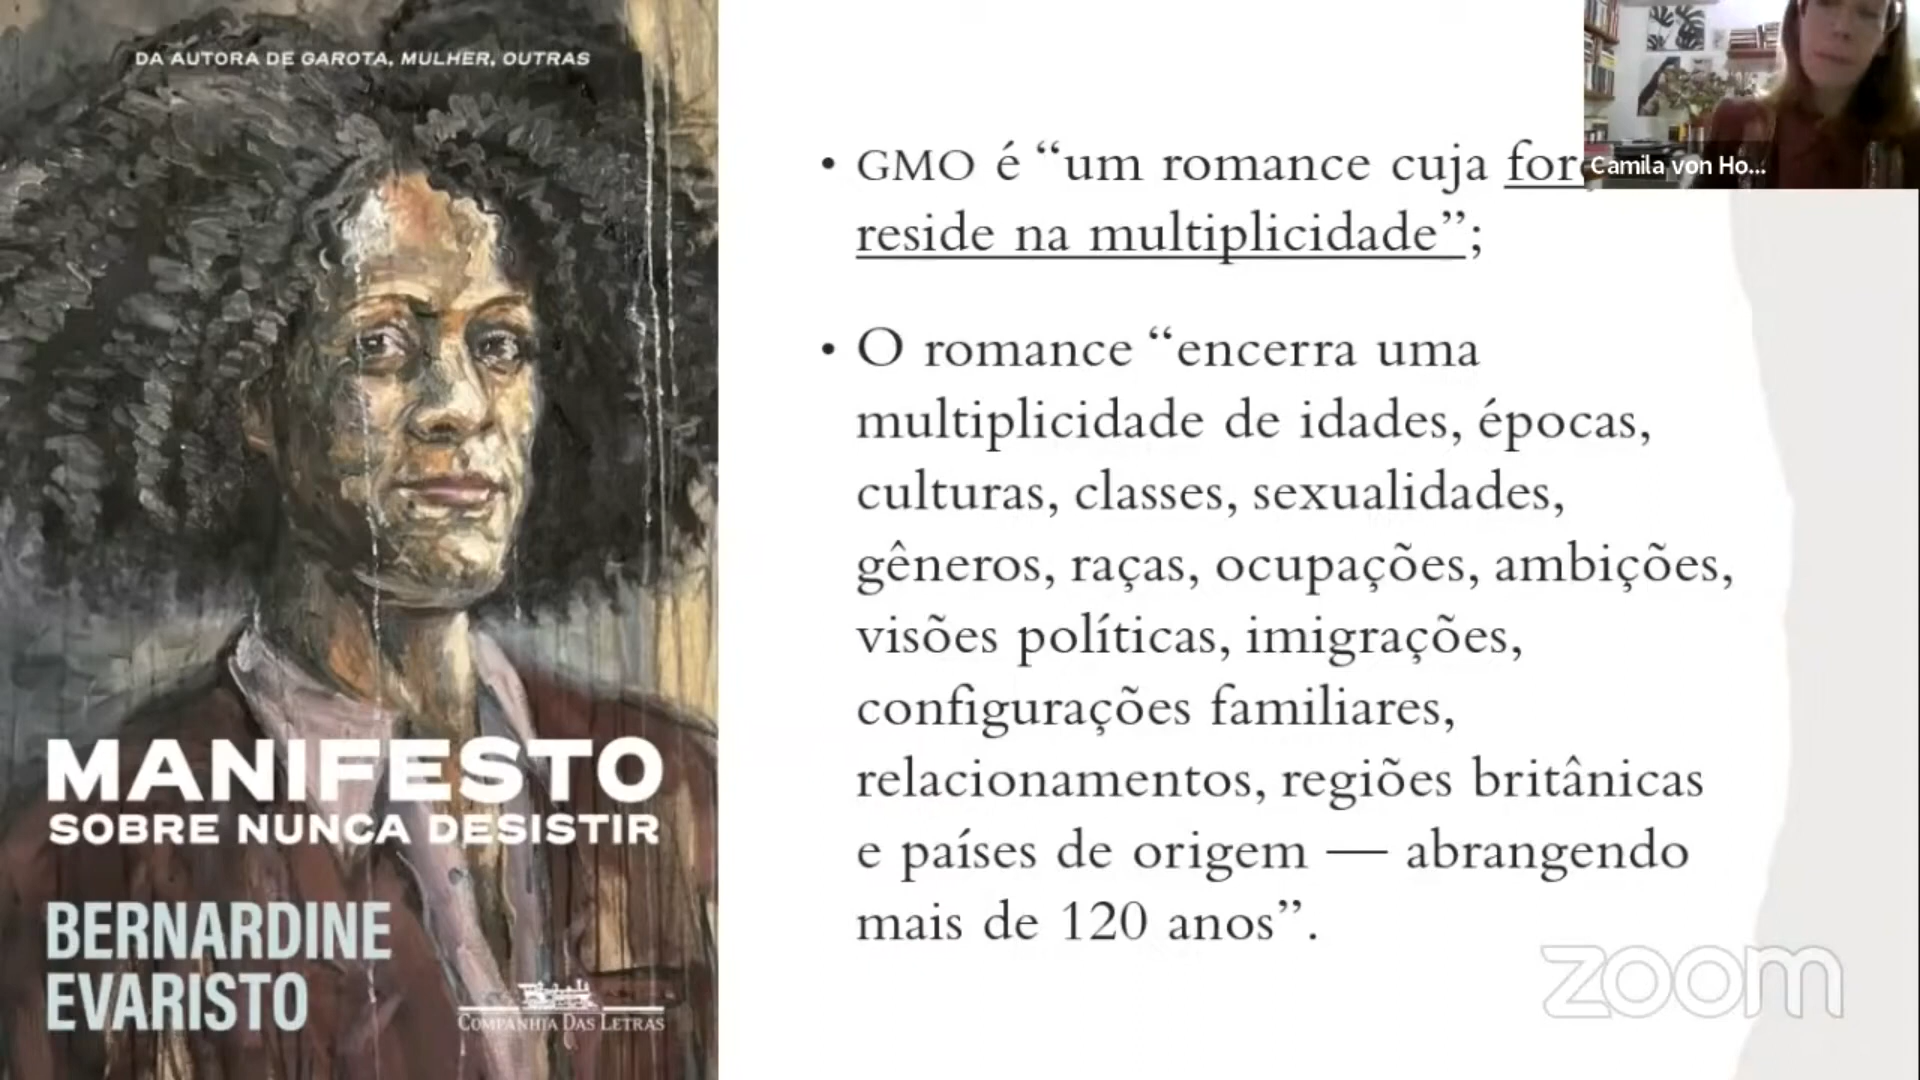 DA AUTORA DE GAROTA, MULHER, OUTRAS
MANIFESTO
SOBRE NUNCA DESISTIR
BERNARDINE
EVARISTO
COMPANHIA DAS LETRAS
• GMO é “um romance cuja
reside na multiplicidade”;
• O romance “encerra uma
multiplicidade de idades, épocas,
culturas, classes, sexualidades,
gêneros, raças, ocupações, ambições,
visões políticas, imigrações,
configurações familiares,
relacionamentos, regiões britânicas
e países de origem — abrangendo
mais de 120 anos”.
Camila von Ho...
zoom